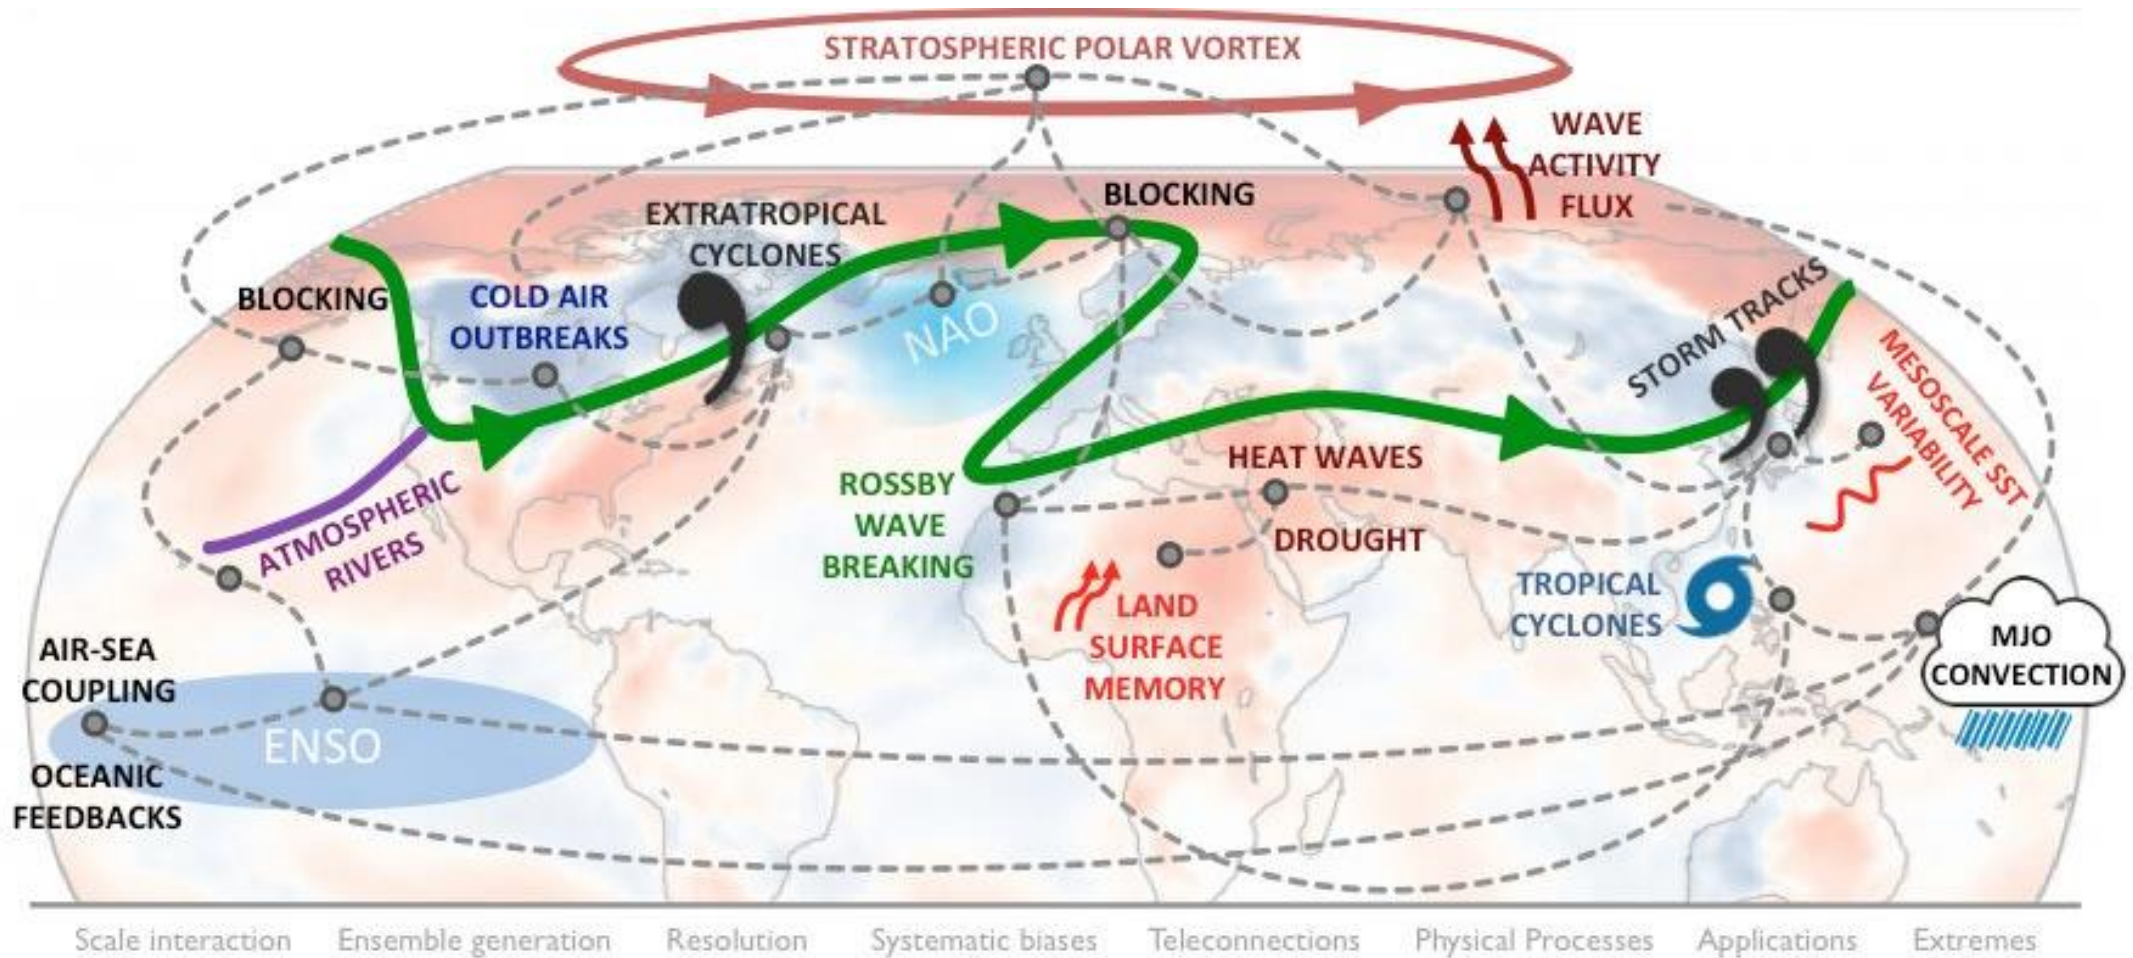 STRATOSPHERIC POLAR VORTEX
WAVE
ACTIVITY
FLUX
BLOCKING
EXTRATROPICAL
CYCLONES
BLOCKING
COLD AIR
OUTBREAKS
NAO
STORM TRACKS
MESOSCALE SST
VARIABILITY
ATMOSPHERIC
RIVERS
ROSSBY
WAVE
BREAKING
HEAT WAVES
DROUGHT
LAND
SURFACE
MEMORY
TROPICAL
CYCLONES
MJO
CONVECTION
AIR-SEA
COUPLING
ENSO
OCEANIC
FEEDBACKS
Scale interaction Ensemble generation Resolution Systematic biases Teleconnections Physical Processes Applications Extremes